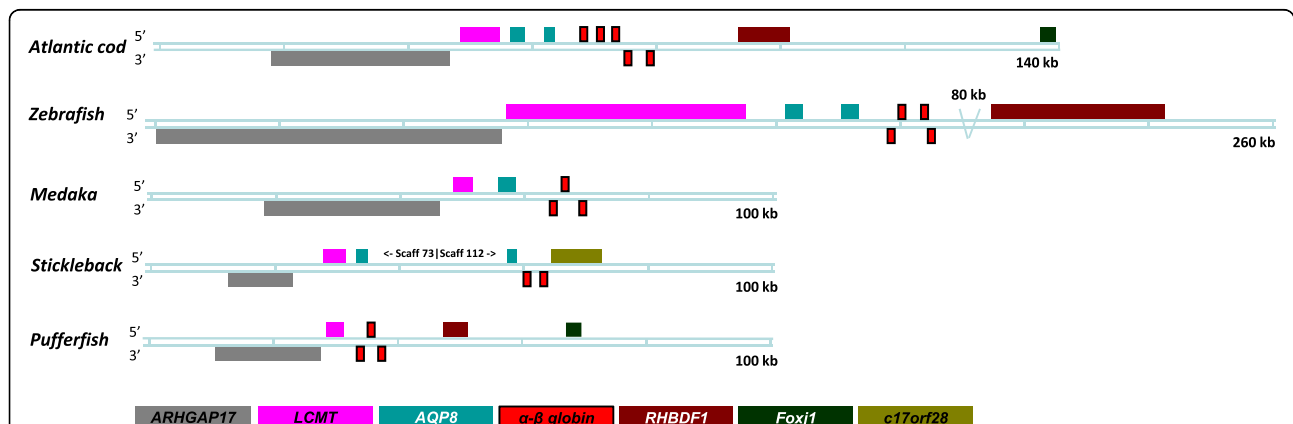 Atlantic cod
5’
3’
140 kb
Zebrafish
5’
3’
80 kb
260 kb
Medaka
5’
3’
100 kb
Stickleback
5’
3’
<- Scaff 73|Scaff 112 ->
100 kb
Pufferfish
5’
3’
100 kb
ARHGAP17 LCMT AQP8 α-β globin RHBDF1 Foxj1 c17orf28